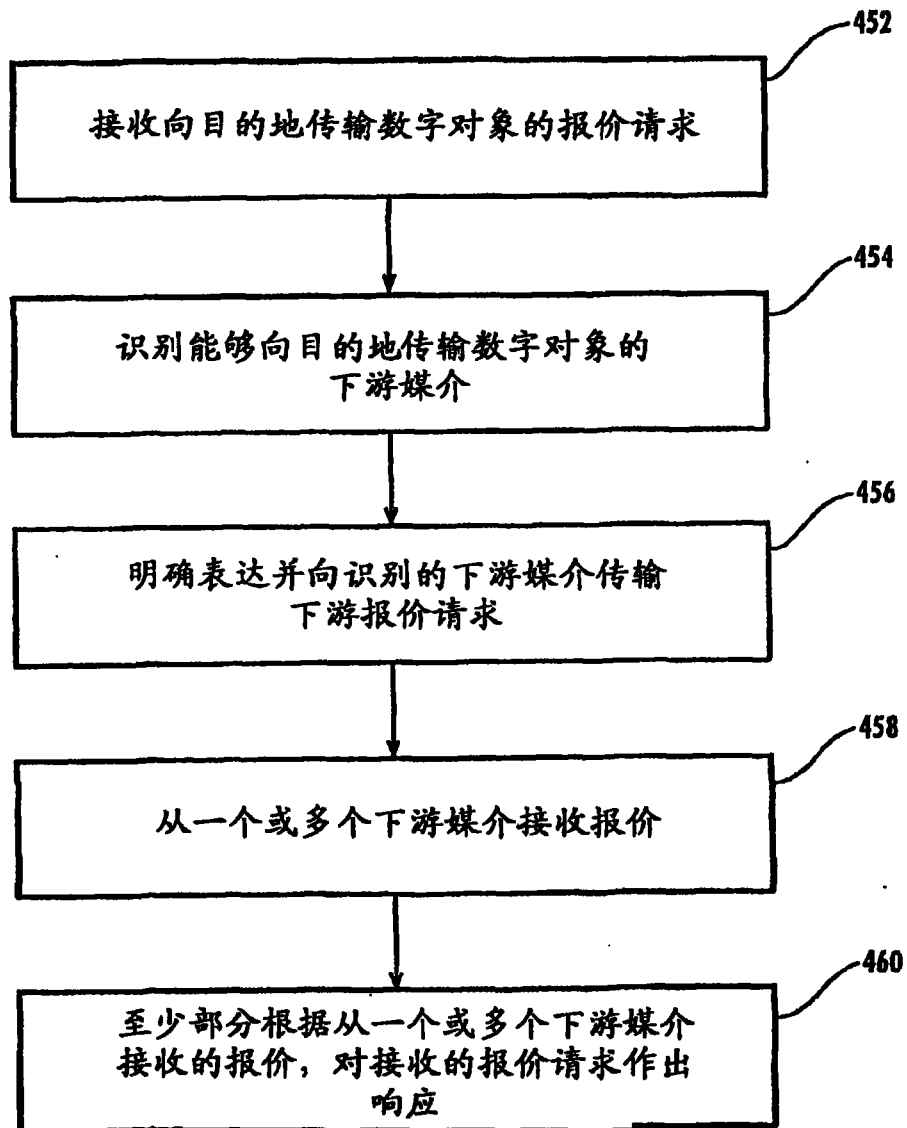 452
接收向目的地传输数字对象的报价请求
454
识别能够向目的地传输数字对象的
下游媒介
456
明确表达并向识别的下游媒介传输
下游报价请求
458
从一个或多个下游媒介接收报价
460
至少部分根据从一个或多个下游媒介
接收的报价，对接收的报价请求作出
响应